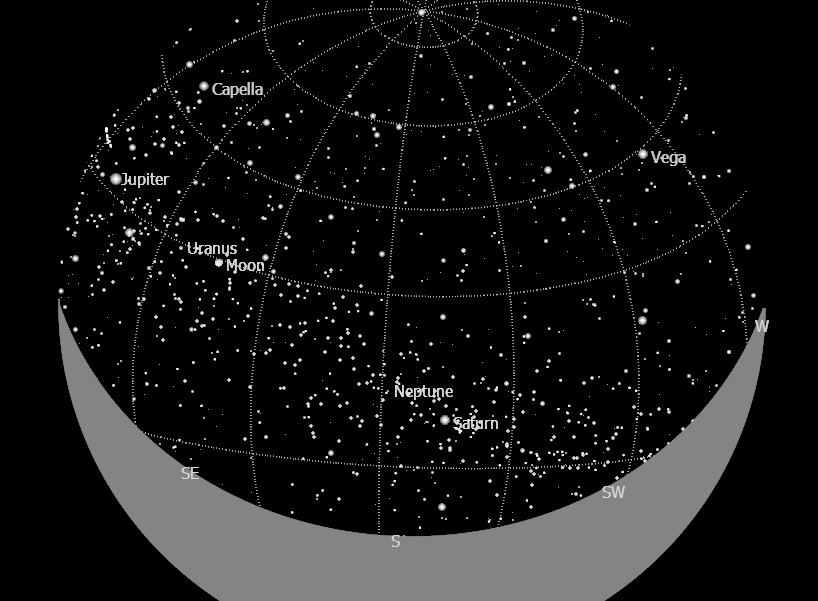 Capella
Vega
Jupiter
Uranus
Moon
W
Neptune
Saturn
SE
SW
S